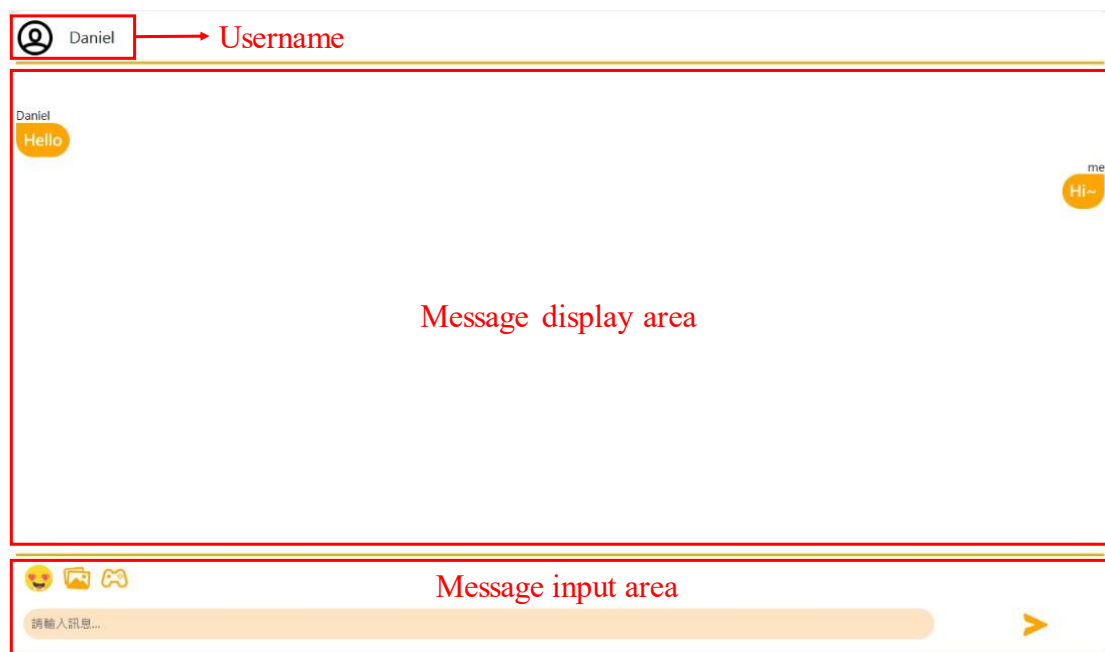 Daniel
Username
Daniel
Hello
me
Hi~
Message display area
Message input area
請輸入訊息...